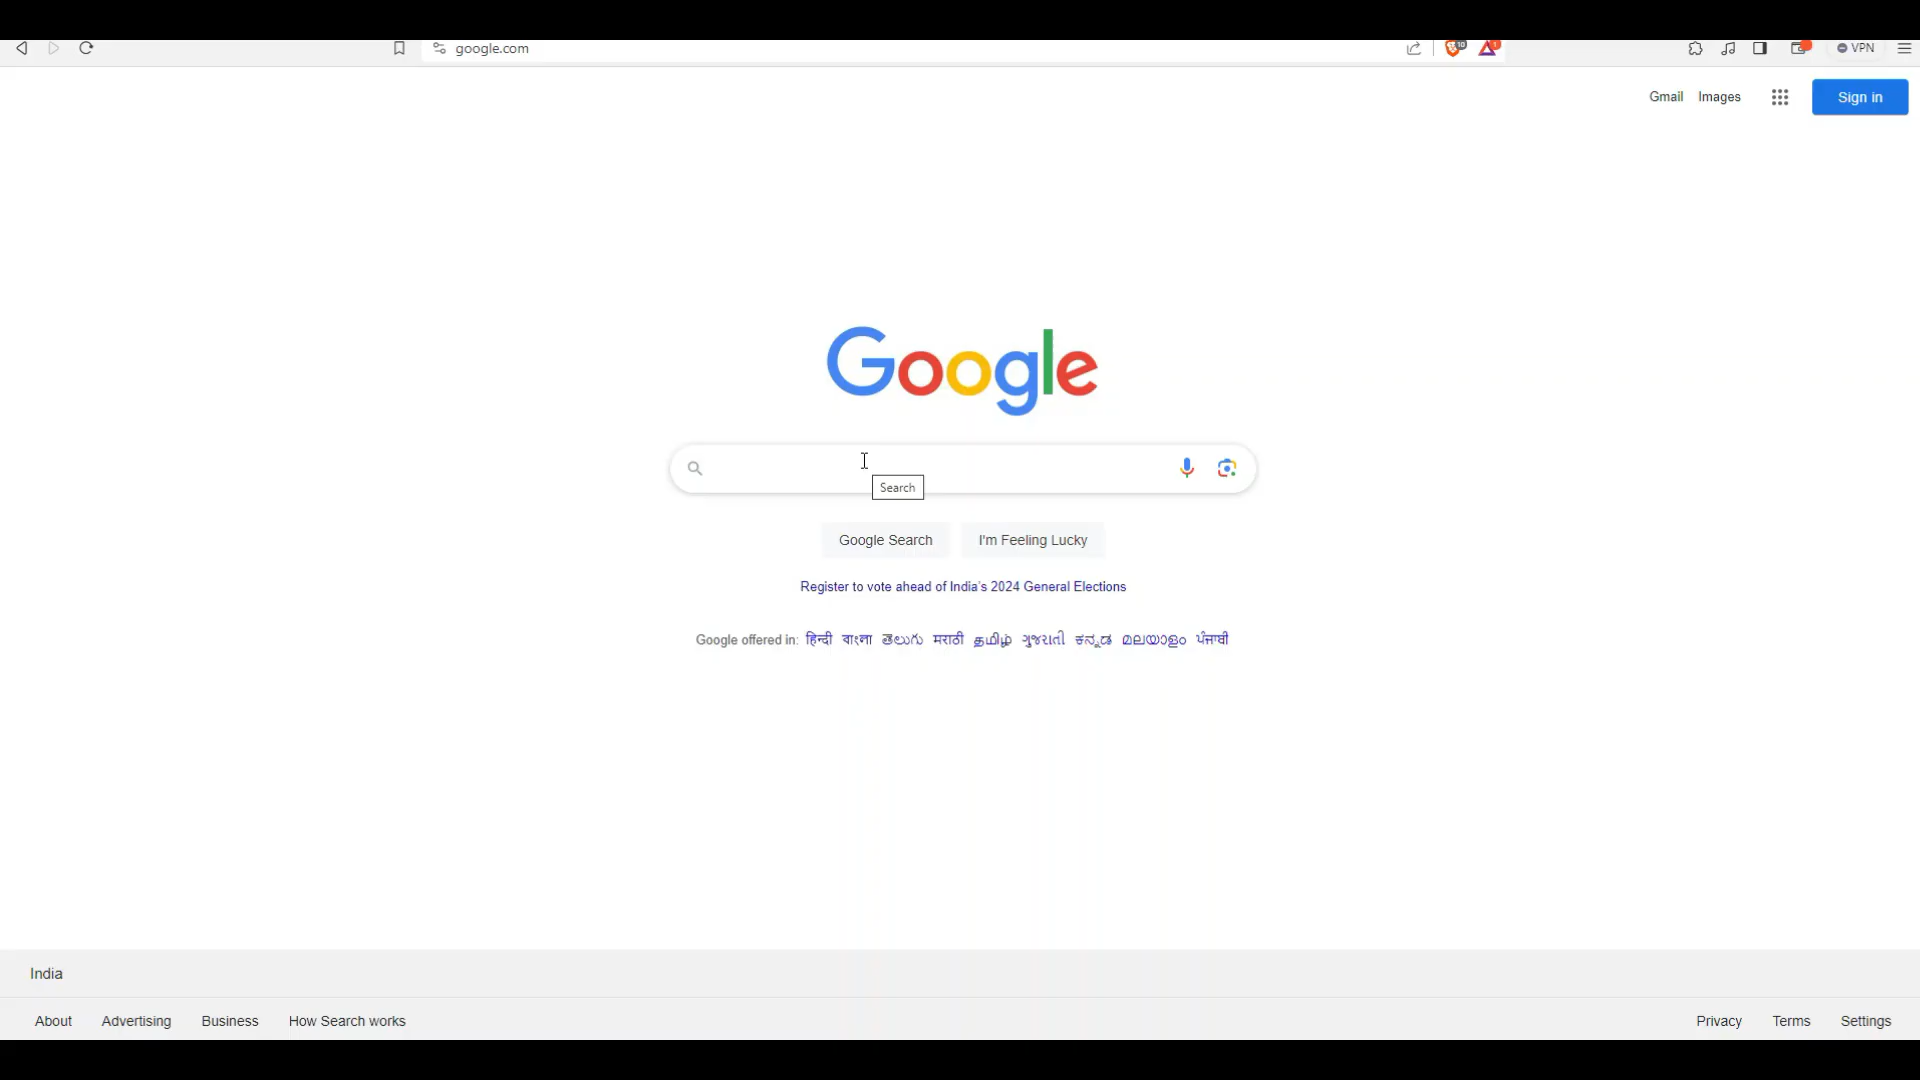 google.com
10
1
VPN
Gmail Images
Sign in
Google
Search
Google Search I'm Feeling Lucky
Register to vote ahead of India's 2024 General Elections
Google offered in: हिन्दी বাংলা తెలుగు मराठी தமிழ் ગુજરાતી ಕನ್ನಡ മലയാളം ਪੰਜਾਬੀ
India
About Advertising Business How Search works Privacy Terms Settings